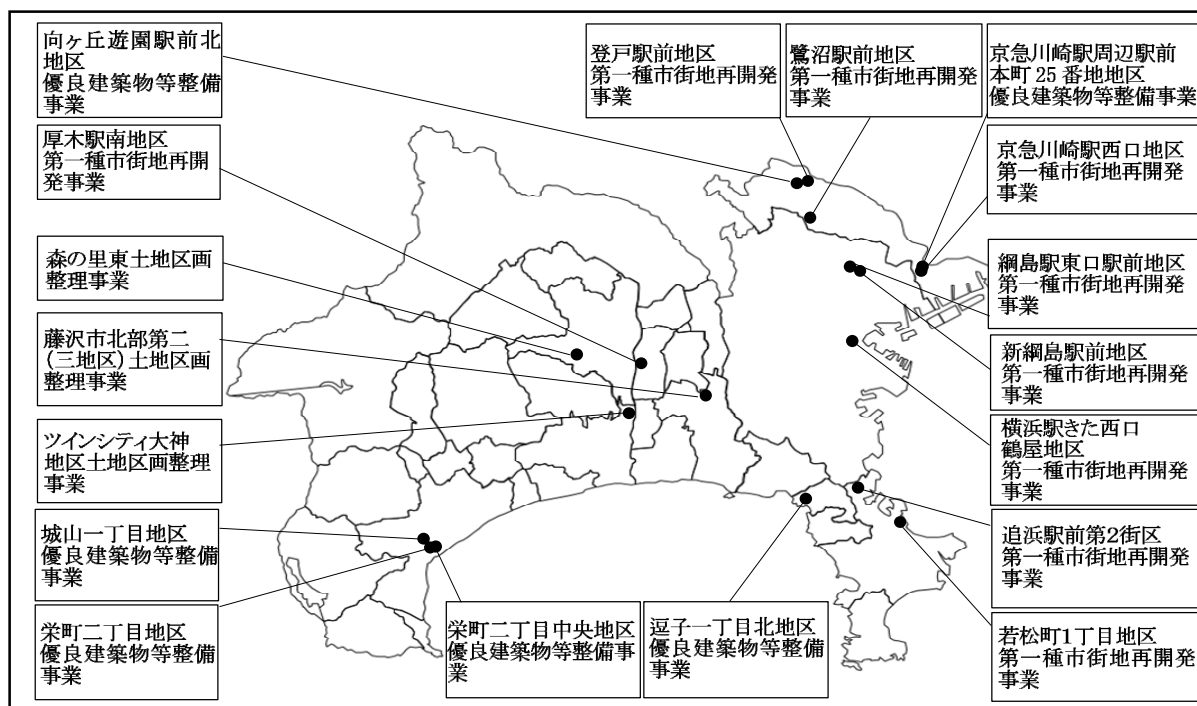 向ヶ丘遊園駅前北
地区
優良建築物等整備
事業
厚木駅南地区
第一種市街地再開
発事業
森の里東土地区画
整理事業
藤沢市北部第二
(三地区)土地区画
整理事業
ツインシティ大神
地区土地区画整理
事業
城山一丁目地区
優良建築物等整備
事業
栄町二丁目地区
優良建築物等整備
事業
栄町二丁目中央地区
優良建築物等整備事
業
逗子一丁目北地区
優良建築物等整備
事業
登戸駅前地区
第一種市街地再開発
事業
鷺沼駅前地区
第一種市街地再開発
事業
京急川崎駅周辺駅前
本町25番地地区
優良建築物等整備事業
京急川崎駅西口地区
第一種市街地再開発
事業
綱島駅東口駅前地区
第一種市街地再開発
事業
新綱島駅前地区
第一種市街地再開発
事業
横浜駅きた西口
鶴屋地区
第一種市街地再開発
事業
追浜駅前第2街区
第一種市街地再開発
事業
若松町1丁目地区
第一種市街地再開発
事業